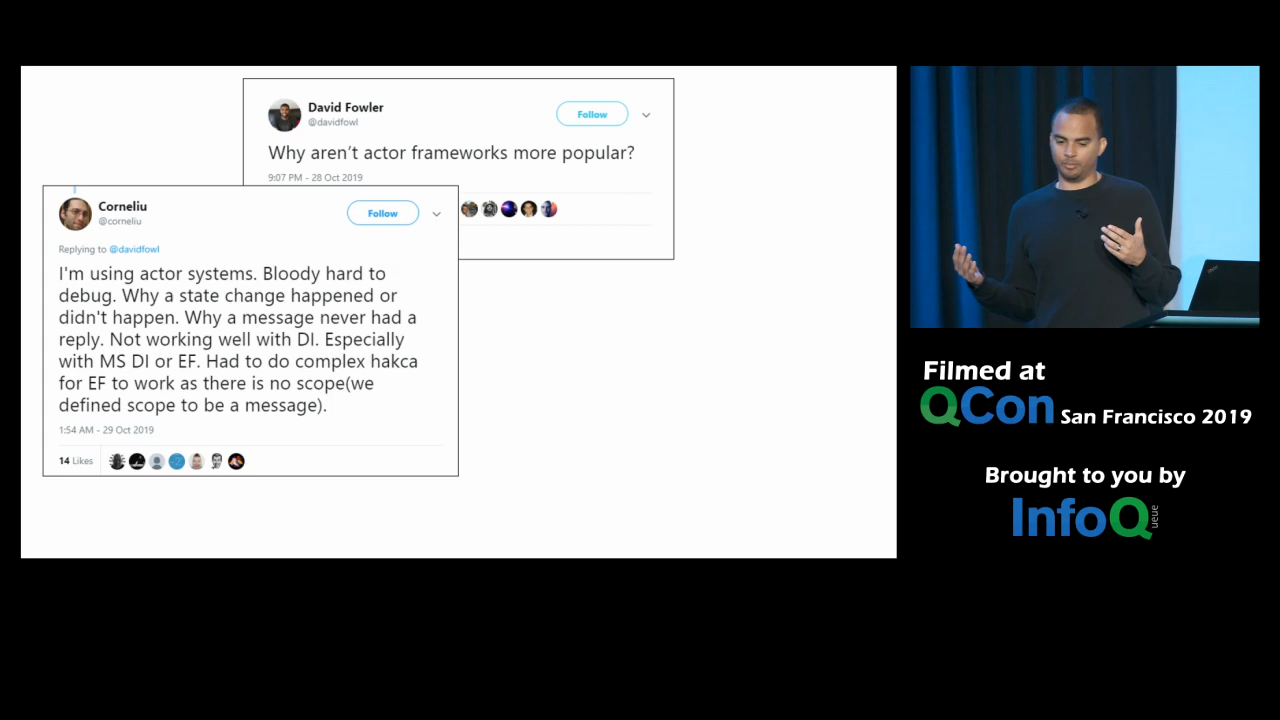 David Fowler
@davidfowl
Follow
Why aren't actor frameworks more popular?
9:07 PM - 28 Oct 2019
Corneliu
@corneliu
Follow
Replying to @davidfowl
I'm using actor systems. Bloody hard to
debug. Why a state change happened or
didn't happen. Why a message never had a
reply. Not working well with DI. Especially
with MS DI or EF. Had to do complex hakca
for EF to work as there is no scope(we
defined scope to be a message).
1:54 AM - 29 Oct 2019
14 Likes
Filmed at
QCon San Francisco 2019
Brought to you by
InfoQueue